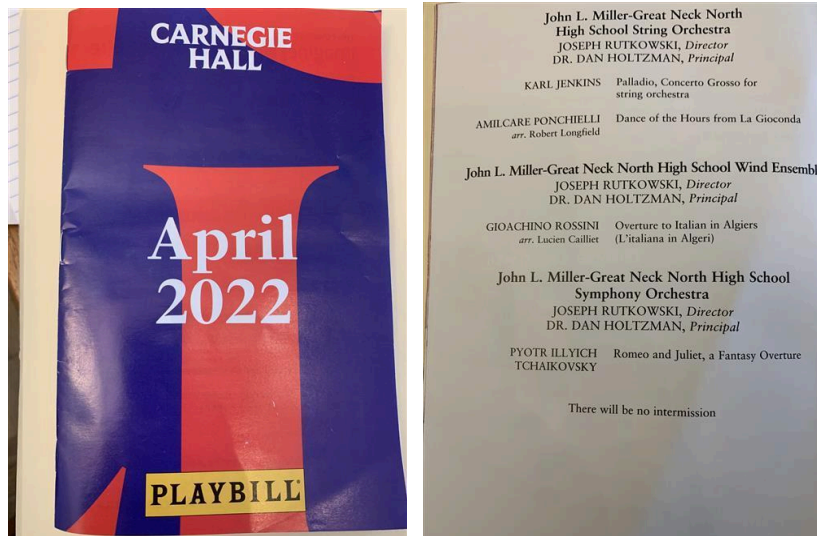 CARNEGIE
HALL
April
2022
PLAYBILL
John L. Miller-Great Neck North
High School String Orchestra
JOSEPH RUTKOWSKI, Director
DR. DAN HOLTZMAN, Principal
KARL JENKINS Palladio, Concerto Grosso for
string orchestra
AMILCARE PONCHIELLI Dance of the Hours from La Gioconda
arr. Robert Longfield
John L. Miller-Great Neck North High School Wind Ensembl
JOSEPH RUTKOWSKI, Director
DR. DAN HOLTZMAN, Principal
GIOACHINO ROSSINI Overture to Italian in Algiers
arr. Lucien Cailliet (L'italiana in Algeri)
John L. Miller-Great Neck North High School
Symphony Orchestra
JOSEPH RUTKOWSKI, Director
DR. DAN HOLTZMAN, Principal
PYOTR ILLYICH Romeo and Juliet, a Fantasy Overture
TCHAIKOVSKY
There will be no intermission